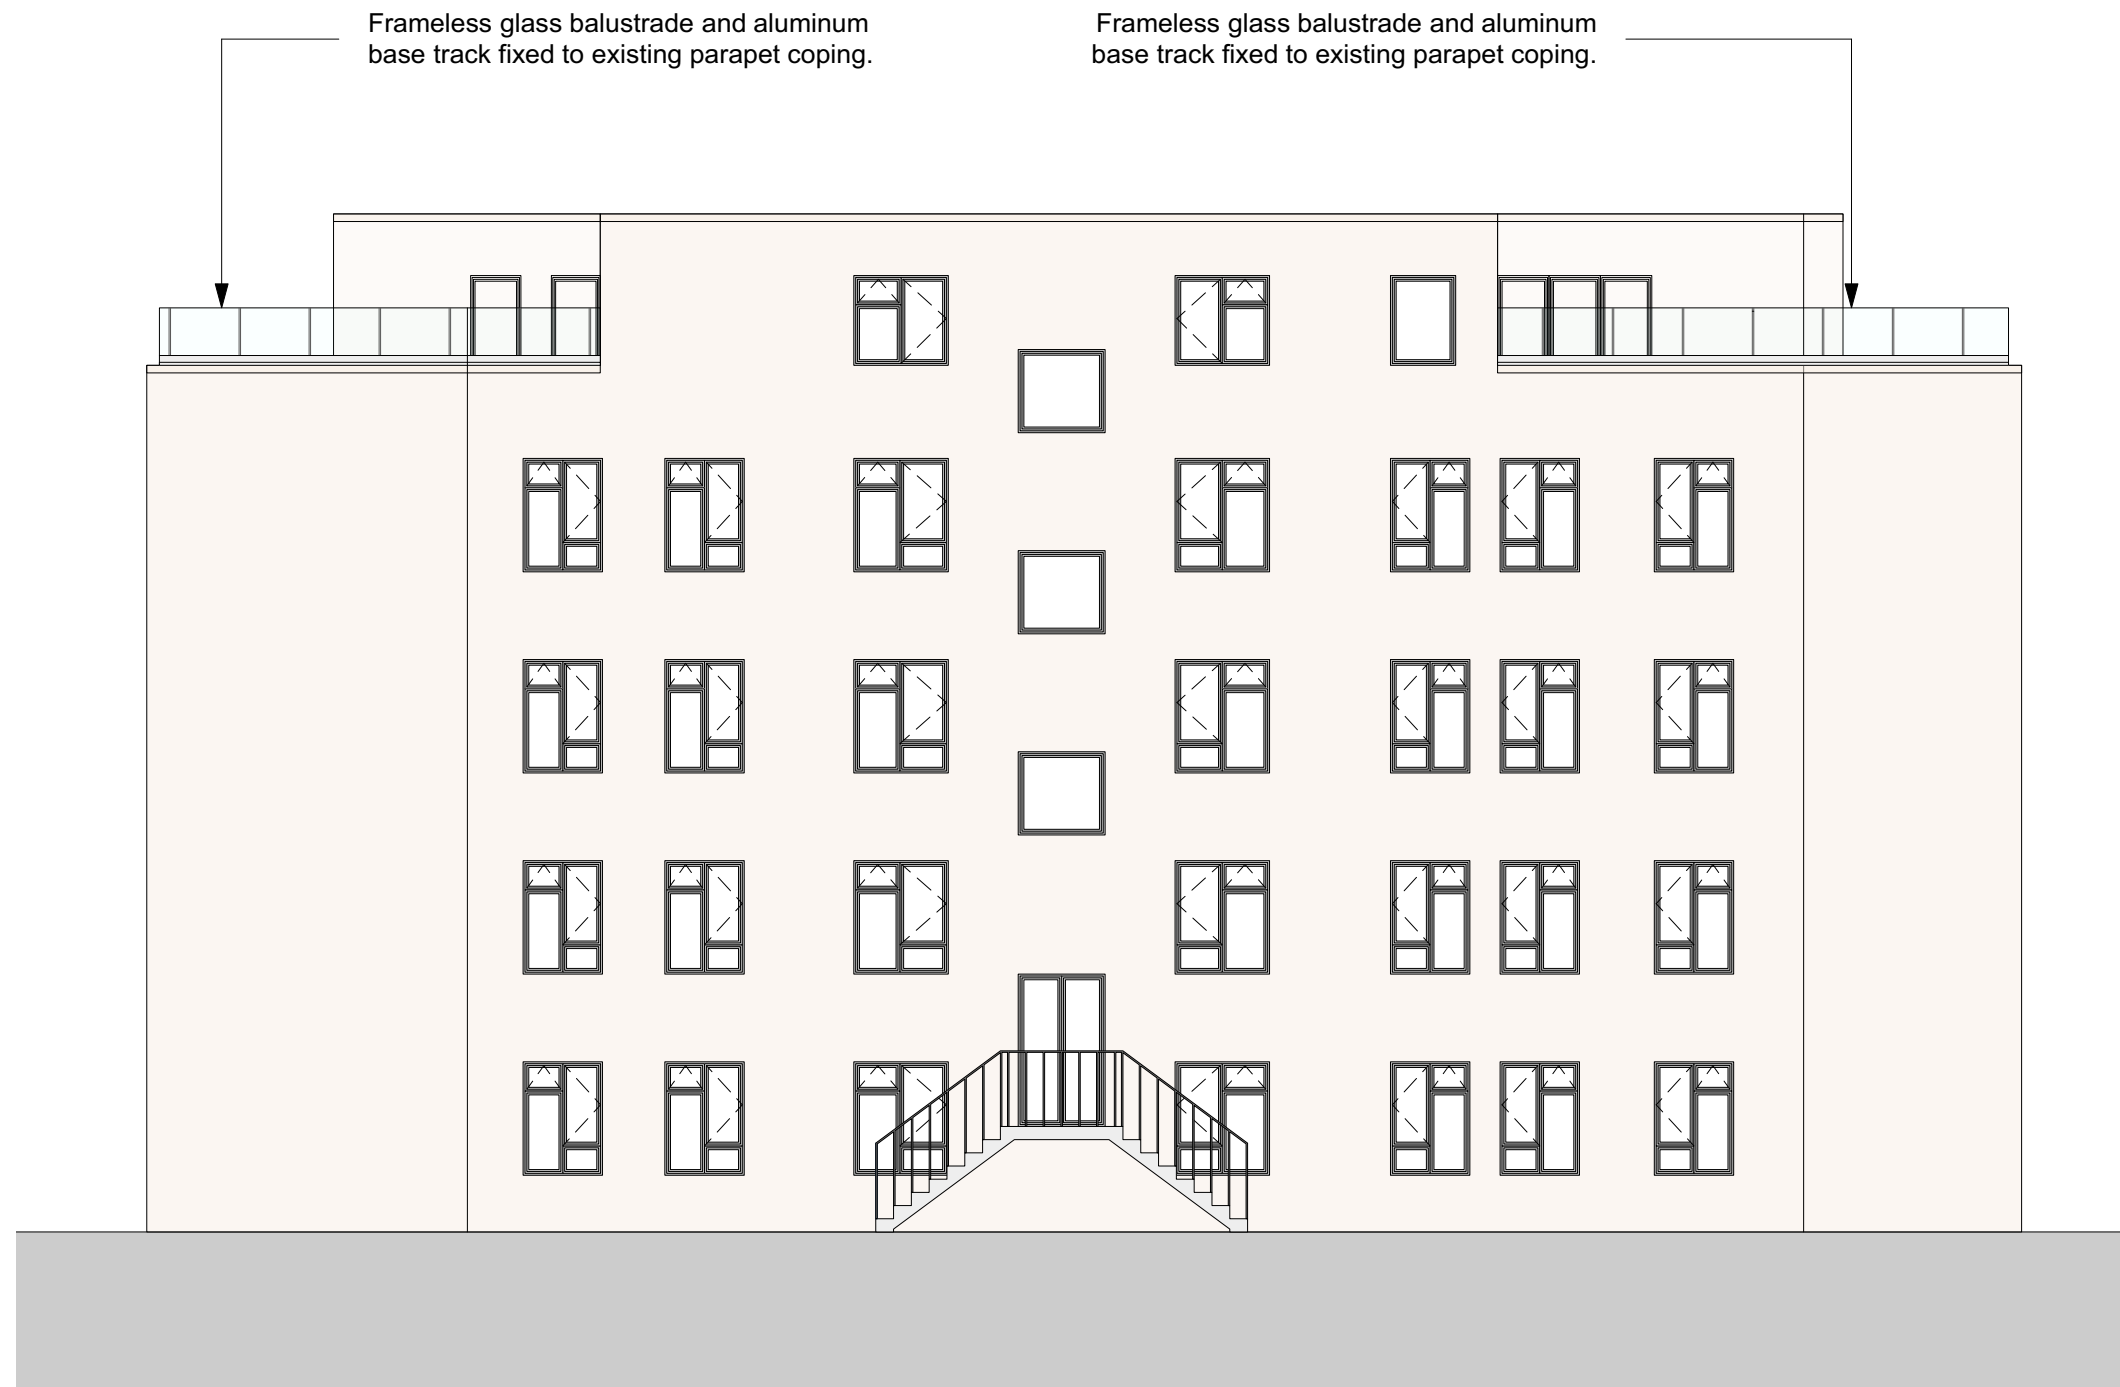 Frameless glass balustrade and aluminum
base track fixed to existing parapet coping.
Frameless glass balustrade and aluminum
base track fixed to existing parapet coping.